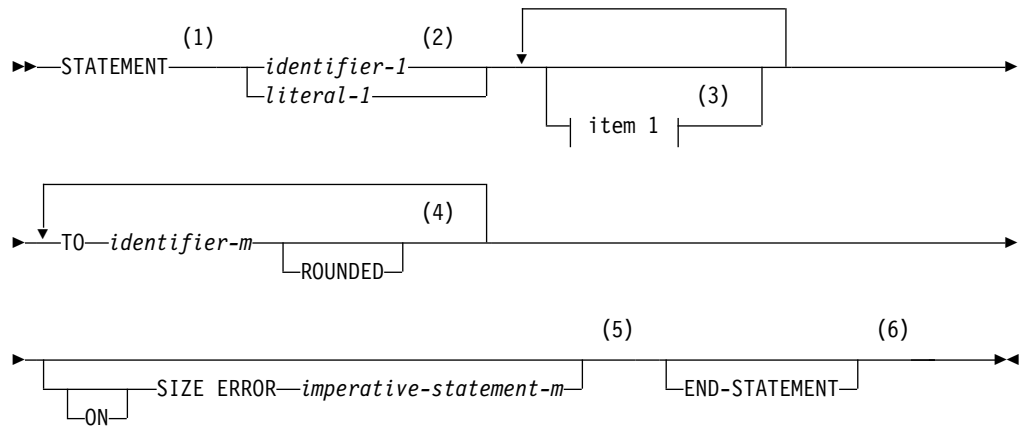 (1) (2)
STATEMENT identifier-1
literal-1 (3)
item 1
(4)
TO identifier-m
ROUNDED
(5) (6)
SIZE ERROR imperative-statement-m END-STATEMENT
ON